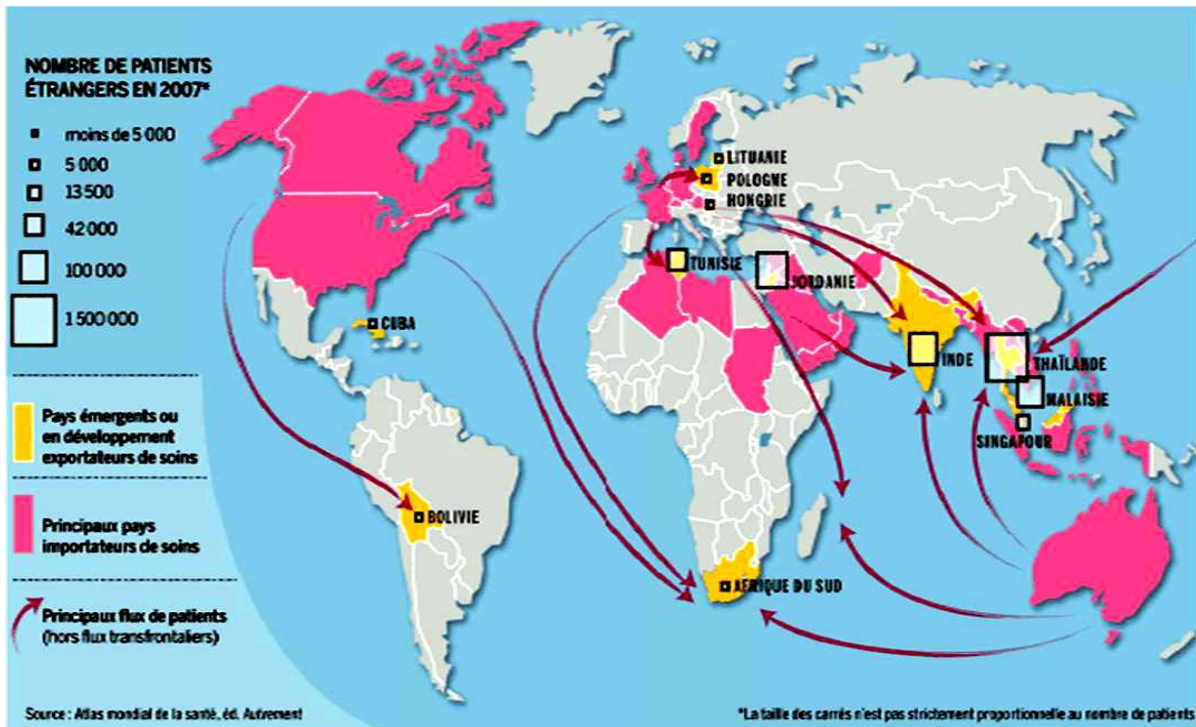 NOMBRE DE PATIENTS
ÉTRANGERS EN 2007*
moins de 5 000
5 000
13 500
42 000
100 000
1 500 000
Pays émergents ou
en développement
exportateurs de soins
Principaux pays
importateurs de soins
Principaux flux de patients
(hors flux transfrontaliers)
LITUANIE
POLOGNE
HONGRIE
TUNISIE
JORDANIE
CUBA
INDE
THAÏLANDE
MALAISIE
SINGAPOUR
BOLIVIE
AFRIQUE DU SUD
Source : Atlas mondial de la santé, éd. Autrement
*La taille des carrés n'est pas strictement proportionnelle au nombre de patients